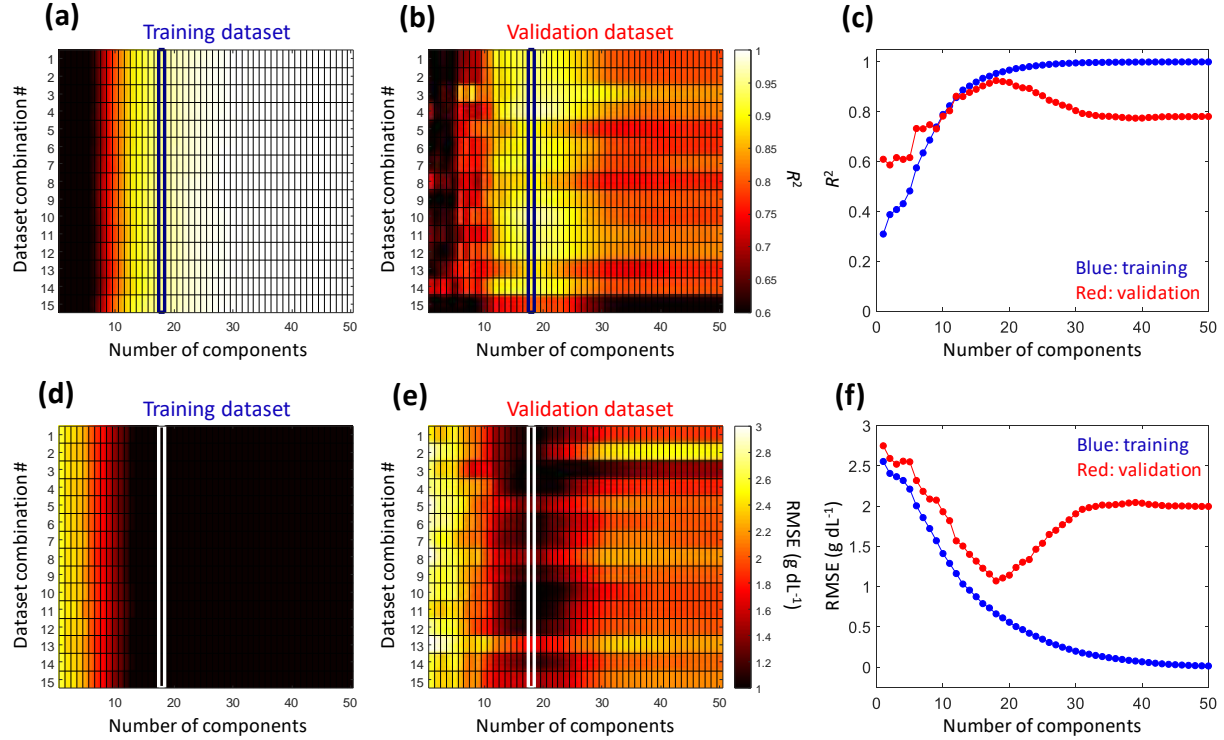 (a)
Training dataset
Dataset combination #
1
2
3
4
5
6
7
8
9
10
11
12
13
14
15
10 20 30 40 50
Number of components
(b)
Validation dataset
Dataset combination #
1
2
3
4
5
6
7
8
9
10
11
12
13
14
15
10 20 30 40 50
Number of components
1
0.95
0.9
0.85
0.8
0.75
0.7
0.65
0.6
R²
(c)
R²
1
0.8
0.6
0.4
0.2
0
0 10 20 30 40 50
Blue: training
Red: validation
Number of components
(d)
Training dataset
Dataset combination #
1
2
3
4
5
6
7
8
9
10
11
12
13
14
15
10 20 30 40 50
Number of components
(e)
Validation dataset
Dataset combination #
1
2
3
4
5
6
7
8
9
10
11
12
13
14
15
10 20 30 40 50
Number of components
3
2.8
2.6
2.4
2.2
2
1.8
1.6
1.4
1.2
1
RMSE (g dL⁻¹)
(f)
RMSE (g dL⁻¹)
3
2.5
2
1.5
1
0.5
0
0 10 20 30 40 50
Blue: training
Red: validation
Number of components